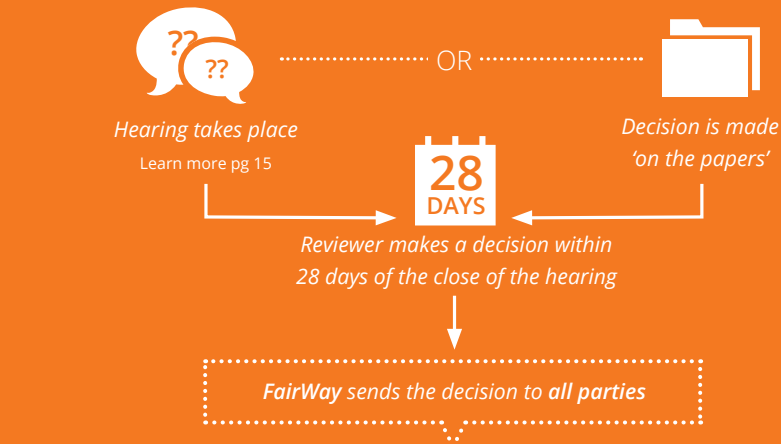 ??
??
OR
Hearing takes place
Learn more pg 15
Decision is made
‘on the papers’
28
DAYS
Reviewer makes a decision within
28 days of the close of the hearing
FairWay sends the decision to all parties